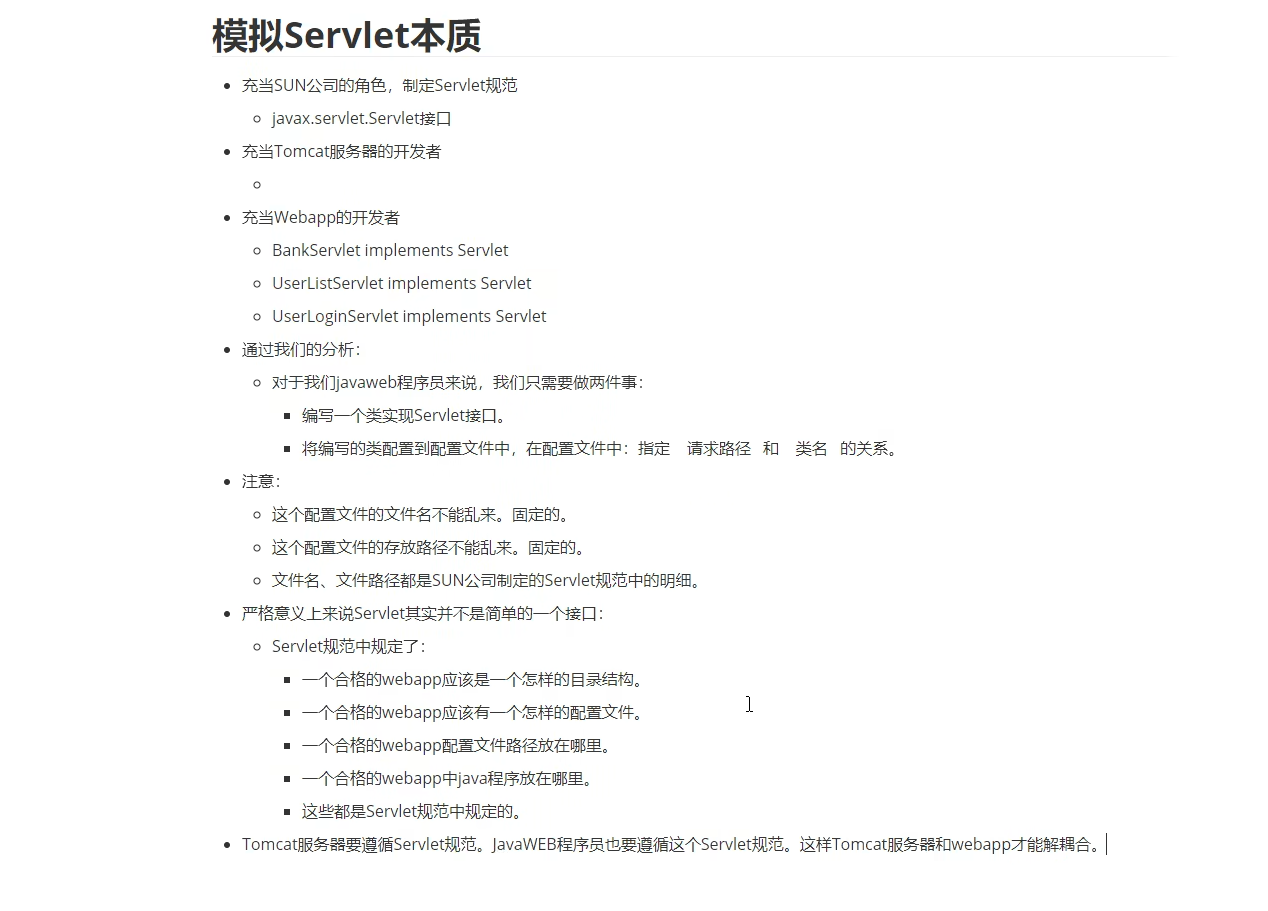 模拟Servlet本质
充当SUN公司的角色，制定Servlet规范
javax.servlet.Servlet接口
充当Tomcat服务器的开发者
充当Webapp的开发者
BankServlet implements Servlet
UserListServlet implements Servlet
UserLoginServlet implements Servlet
通过我们的分析：
对于我们javaweb程序员来说，我们只需要做两件事：
编写一个类实现Servlet接口。
将编写的类配置到配置文件中，在配置文件中：指定 请求路径 和 类名 的关系。
注意：
这个配置文件的文件名不能乱来。固定的。
这个配置文件的存放路径不能乱来。固定的。
文件名、文件路径都是SUN公司制定的Servlet规范中的明细。
严格意义上来说Servlet其实并不是简单的一个接口：
Servlet规范中规定了：
一个合格的webapp应该是一个怎样的目录结构。
一个合格的webapp应该有一个怎样的配置文件。
一个合格的webapp配置文件路径放在哪里。
一个合格的webapp中java程序放在哪里。
这些都是Servlet规范中规定的。
Tomcat服务器要遵循Servlet规范。JavaWEB程序员也要遵循这个Servlet规范。这样Tomcat服务器和webapp才能解耦合。